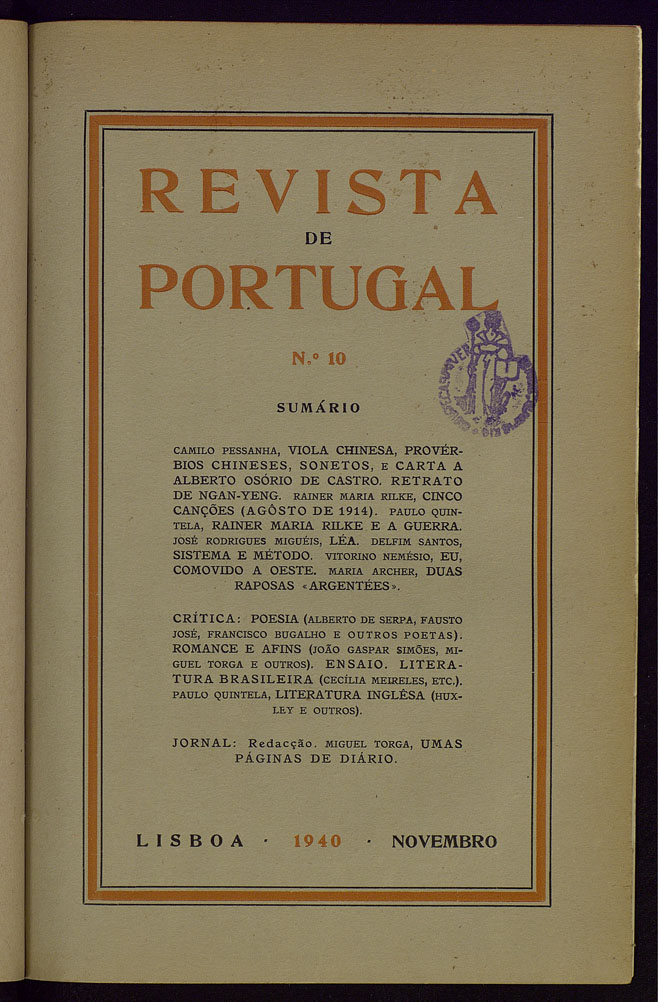 REVISTA
DE
PORTUGAL
N.º 10
SUMÁRIO
CAMILO PESSANHA, VIOLA CHINESA, PROVÉR-
BIOS CHINESES, SONETOS, E CARTA A
ALBERTO OSÓRIO DE CASTRO. RETRATO
DE NGAN-YENG. RAINER MARIA RILKE, CINCO
CANÇÕES (AGÔSTO DE 1914). PAULO QUIN-
TELA, RAINER MARIA RILKE E A GUERRA.
JOSÉ RODRIGUES MIGUÉIS, LÉA. DELFIM SANTOS,
SISTEMA E MÉTODO. VITORINO NEMÉSIO, EU,
COMOVIDO A OESTE. MARIA ARCHER, DUAS
RAPOSAS «ARGENTÉES».
CRÍTICA: POESIA (ALBERTO DE SERPA, FAUSTO
JOSÉ, FRANCISCO BUGALHO E OUTROS POETAS).
ROMANCE E AFINS (JOÃO GASPAR SIMÕES, MI-
GUEL TORGA E OUTROS). ENSAIO. LITERA-
TURA BRASILEIRA (CECÍLIA MEIRELES, ETC.).
PAULO QUINTELA, LITERATURA INGLÊSA (HUX-
LEY E OUTROS).
JORNAL: Redacção. MIGUEL TORGA, UMAS
PÁGINAS DE DIÁRIO.
LISBOA · 1940 · NOVEMBRO